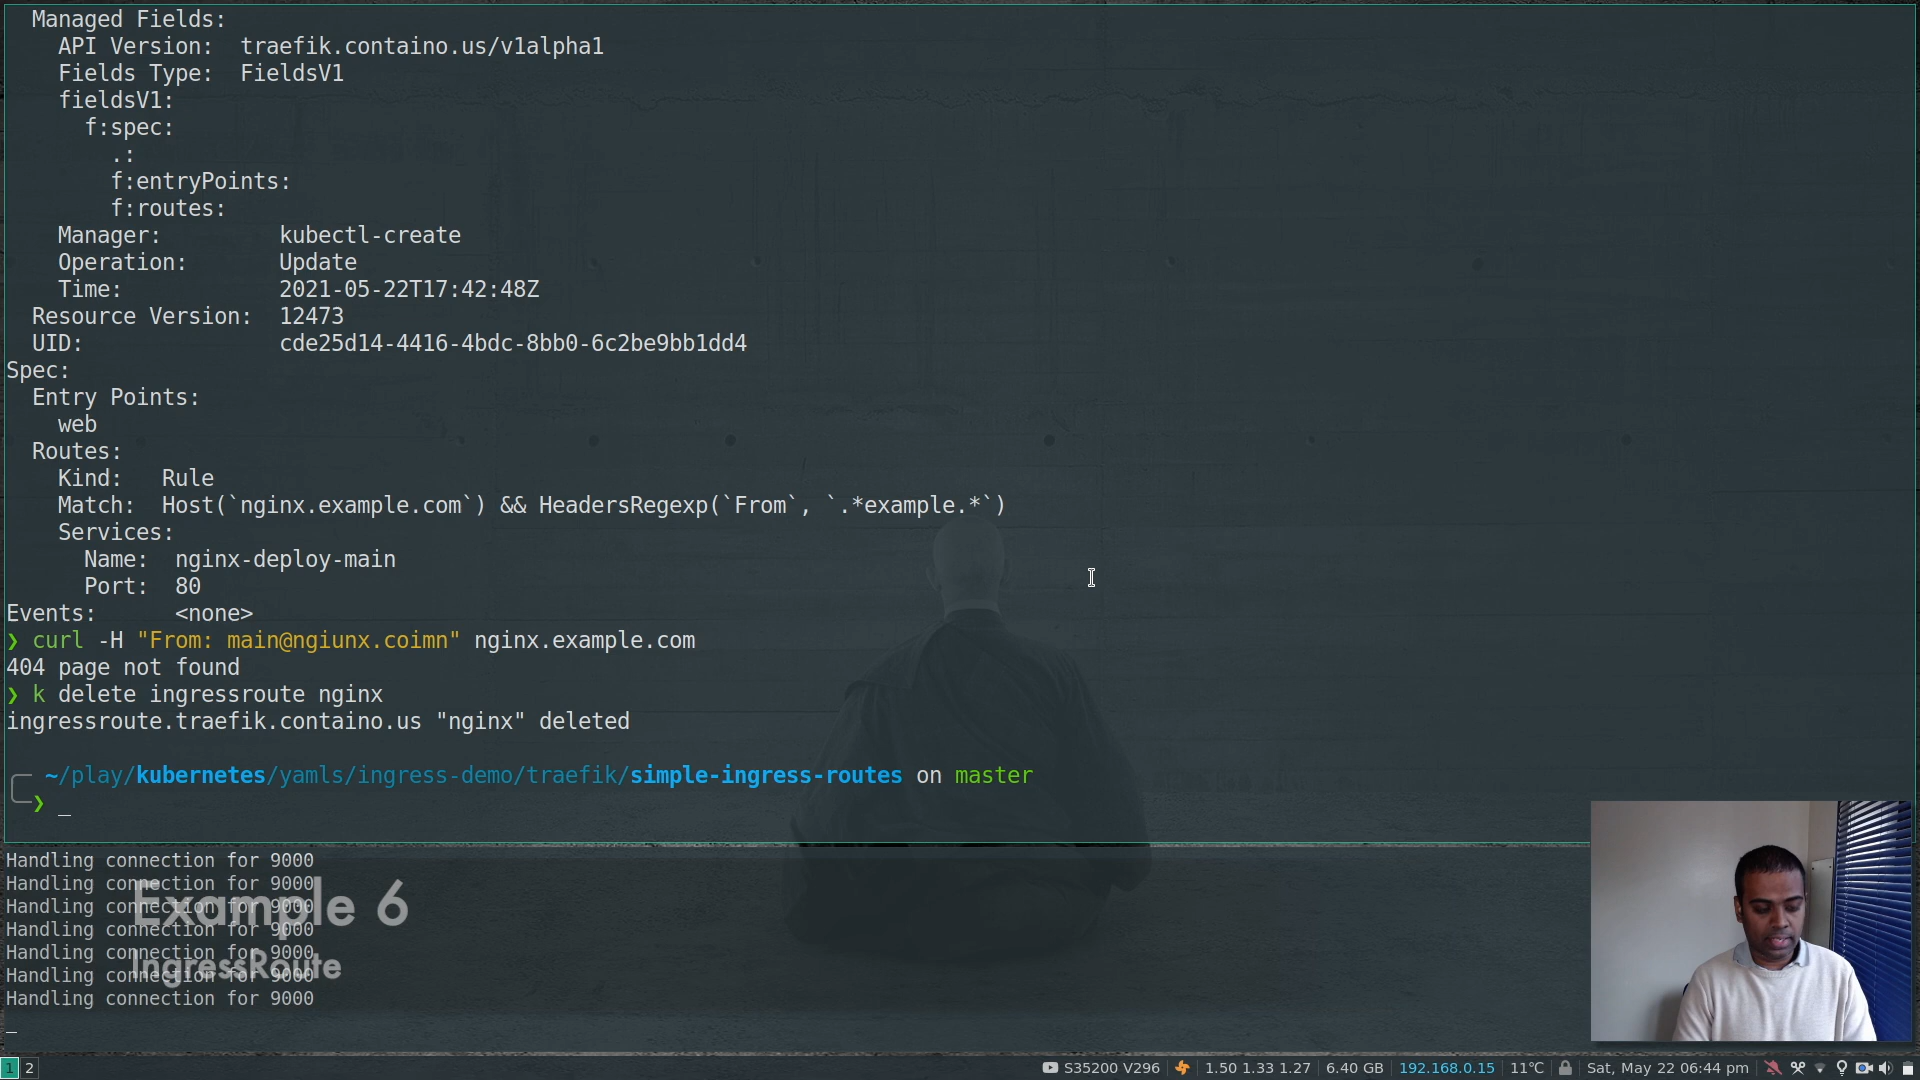 Managed Fields:
API Version:  traefik.containo.us/v1alpha1
Fields Type:  FieldsV1
fieldsV1:
f:spec:
.:
f:entryPoints:
f:routes:
Manager:         kubectl-create
Operation:       Update
Time:            2021-05-22T17:42:48Z
Resource Version:  12473
UID:               cde25d14-4416-4bdc-8bb0-6c2be9bb1dd4
Spec:
Entry Points:
web
Routes:
Kind:   Rule
Match:  Host(`nginx.example.com`) && HeadersRegexp(`From`, `.*example.*`)
Services:
Name:  nginx-deploy-main
Port:  80
Events:      <none>
❯ curl -H "From: main@ngiunx.coimn" nginx.example.com
404 page not found
❯ k delete ingressroute nginx
ingressroute.traefik.containo.us "nginx" deleted
~/play/kubernetes/yamls/ingress-demo/traefik/simple-ingress-routes on master
❯ _
Handling connection for 9000
Handling connection for 9000
Handling connection for 9000
Handling connection for 9000
Handling connection for 9000
Handling connection for 9000
Handling connection for 9000
Example 6
IngressRoute
1 2 S35200 V296 1.50 1.33 1.27 6.40 GB 192.168.0.15 11°C Sat, May 22 06:44 pm